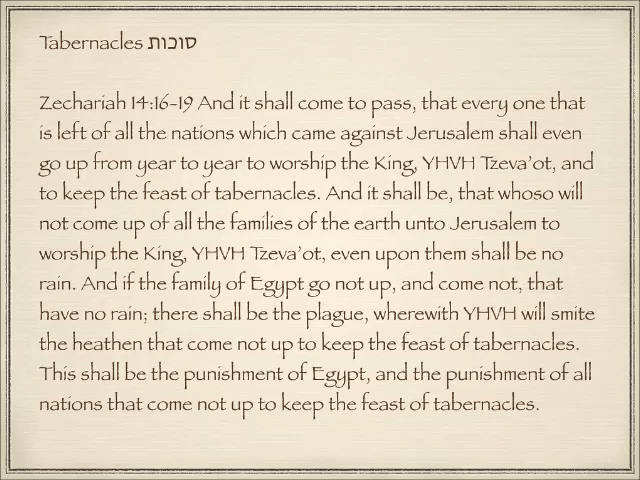 Tabernacles סוכות
Zechariah 14:16-19 And it shall come to pass, that every one that
is left of all the nations which came against Jerusalem shall even
go up from year to year to worship the King, YHVH Tzeva'ot, and
to keep the feast of tabernacles. And it shall be, that whoso will
not come up of all the families of the earth unto Jerusalem to
worship the King, YHVH Tzeva'ot, even upon them shall be no
rain. And if the family of Egypt go not up, and come not, that
have no rain; there shall be the plague, wherewith YHVH will smite
the heathen that come not up to keep the feast of tabernacles.
This shall be the punishment of Egypt, and the punishment of all
nations that come not up to keep the feast of tabernacles.